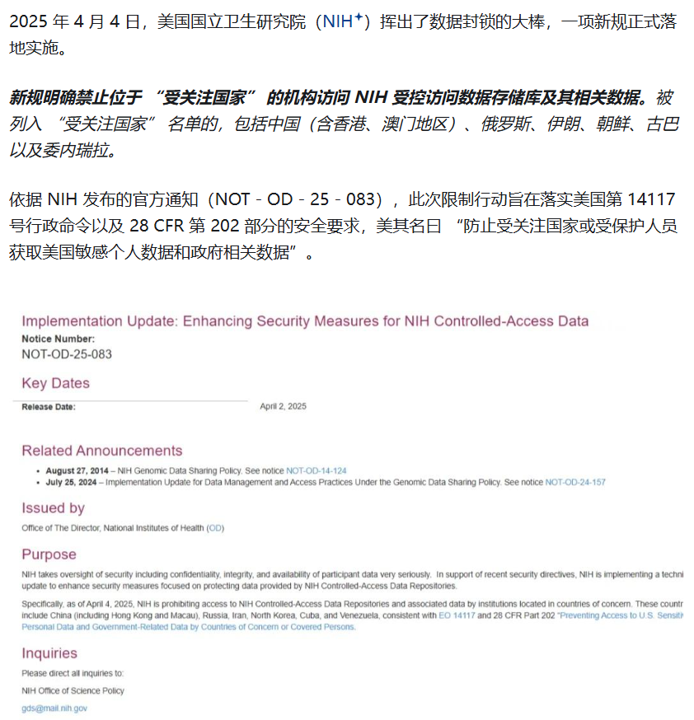 2025 年 4 月 4 日，美国国立卫生研究院（NIH）挥出了数据封锁的大棒，一项新规正式落
地实施。
新规明确禁止位于 “受关注国家” 的机构访问 NIH 受控访问数据存储库及其相关数据。被
列入 “受关注国家” 名单的，包括中国（含香港、澳门地区）、俄罗斯、伊朗、朝鲜、古巴
以及委内瑞拉。
依据 NIH 发布的官方通知（NOT - OD - 25 - 083），此次限制行动旨在落实美国第 14117
号行政命令以及 28 CFR 第 202 部分的安全要求，美其名曰 “防止受关注国家或受保护人员
获取美国敏感个人数据和政府相关数据”。
Implementation Update: Enhancing Security Measures for NIH Controlled-Access Data
Notice Number:
NOT-OD-25-083
Key Dates
Release Date: April 2, 2025
Related Announcements
• August 27, 2014 – NIH Genomic Data Sharing Policy. See notice NOT-OD-14-124
• July 25, 2024 – Implementation Update for Data Management and Access Practices Under the Genomic Data Sharing Policy. See notice NOT-OD-24-157
Issued by
Office of The Director, National Institutes of Health (OD)
Purpose
NIH takes oversight of security including confidentiality, integrity, and availability of participant data very seriously. In support of recent security directives, NIH is implementing a techni
update to enhance security measures focused on protecting data provided by NIH Controlled-Access Data Repositories.
Specifically, as of April 4, 2025, NIH is prohibiting access to NIH Controlled-Access Data Repositories and associated data by institutions located in countries of concern. These countr
include China (including Hong Kong and Macau), Russia, Iran, North Korea, Cuba, and Venezuela, consistent with EO 14117 and 28 CFR Part 202 “Preventing Access to U.S. Sensiti
Personal Data and Government-Related Data by Countries of Concern or Covered Persons.
Inquiries
Please direct all inquiries to:
NIH Office of Science Policy
gds@mail.nih.gov